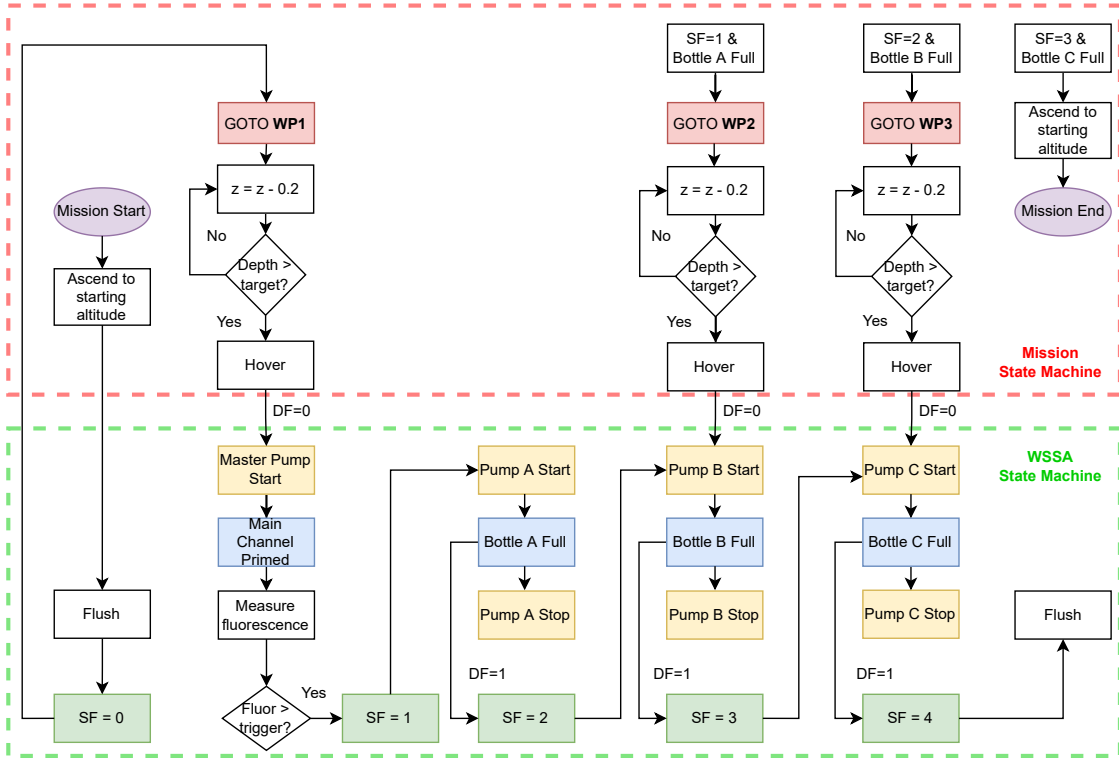 SF=1 &
Bottle A Full
SF=2 &
Bottle B Full
SF=3 &
Bottle C Full
GOTO WP1
GOTO WP2
GOTO WP3
Ascend to
starting
altitude
z = z - 0.2
z = z - 0.2
z = z - 0.2
Mission Start
Mission End
No
No
No
Depth >
target?
Depth >
target?
Depth >
target?
Ascend to
starting
altitude
Yes
Yes
Yes
Hover
Hover
Hover
Mission
State Machine
DF=0
DF=0
DF=0
Master Pump
Start
Pump A Start
Pump B Start
Pump C Start
WSSA
State Machine
Main
Channel
Primed
Bottle A Full
Bottle B Full
Bottle C Full
Flush
Measure
fluorescence
Pump A Stop
Pump B Stop
Pump C Stop
Flush
DF=1
DF=1
DF=1
Yes
SF = 0
Fluor >
trigger?
SF = 1
SF = 2
SF = 3
SF = 4